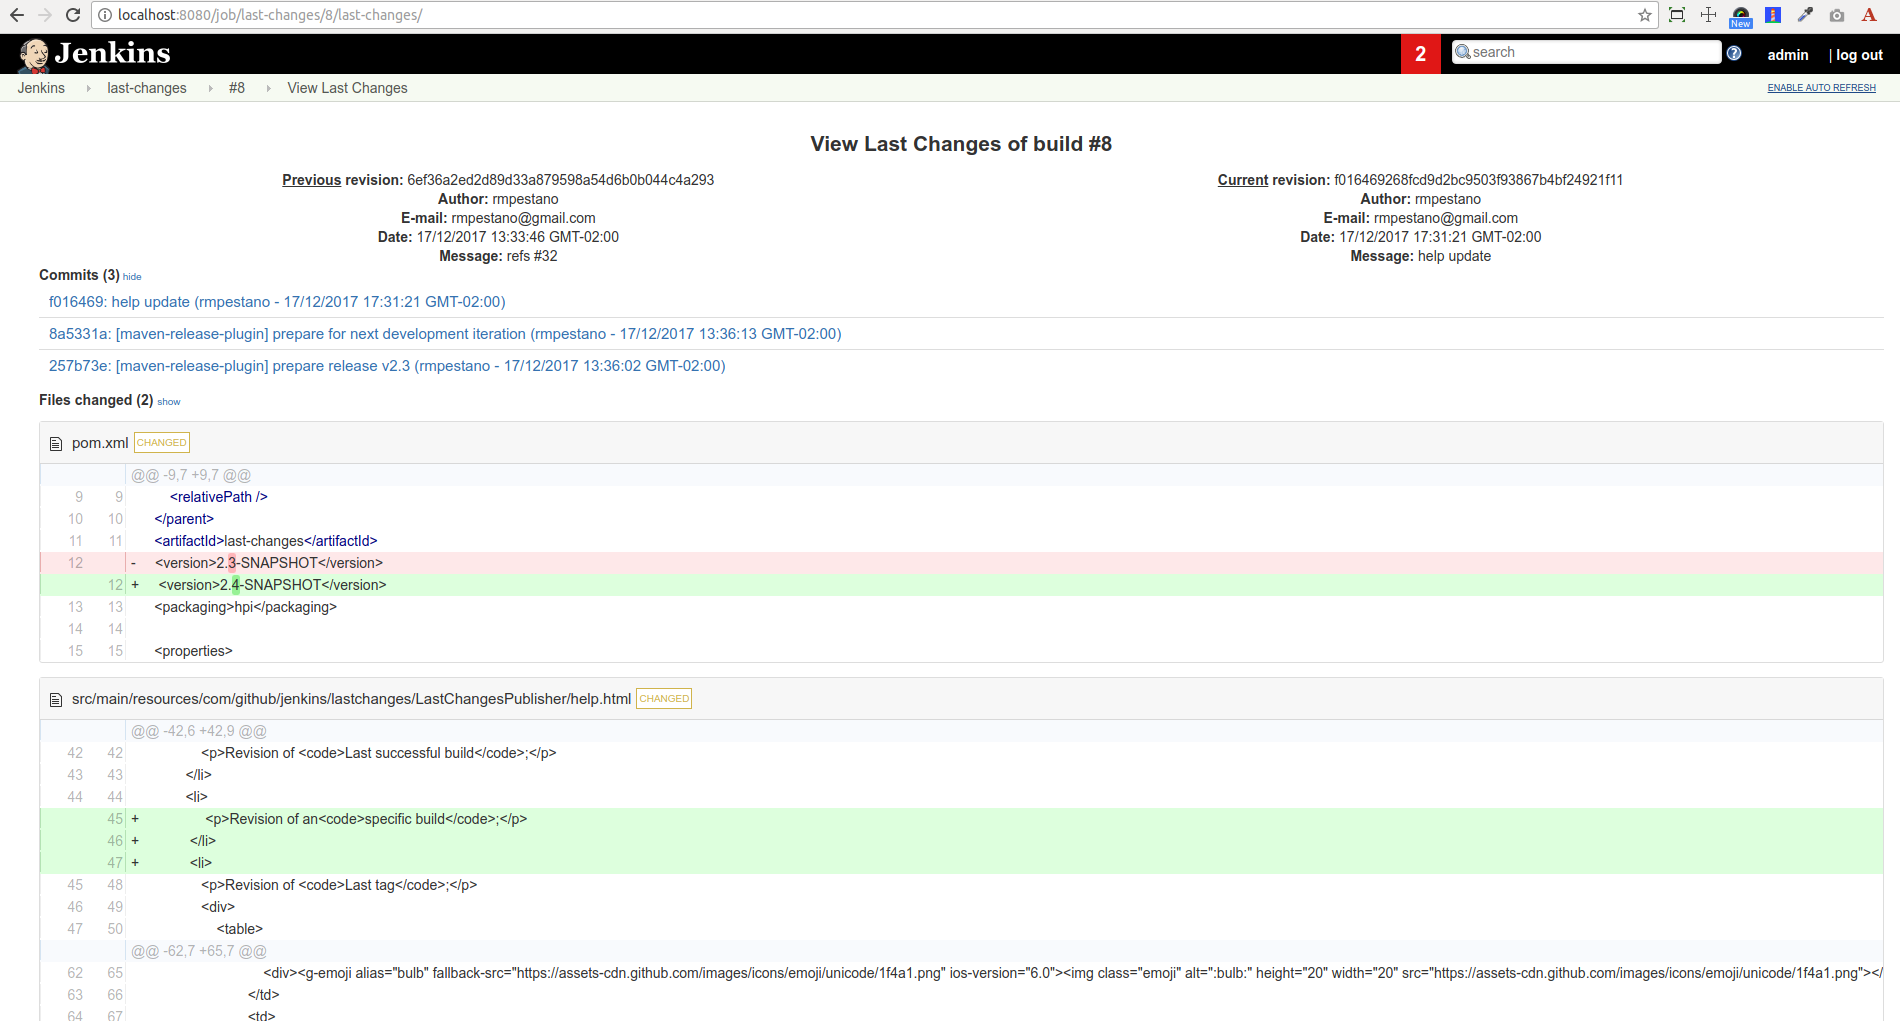 localhost:8080/job/last-changes/8/last-changes/
New
A
Jenkins
2
search
?
admin
| log out
Jenkins
last-changes
#8
View Last Changes
ENABLE AUTO REFRESH
View Last Changes of build #8
Previous revision: 6ef36a2ed2d89d33a879598a54d6b0b044c4a293
Author: rmpestano
E-mail: rmpestano@gmail.com
Date: 17/12/2017 13:33:46 GMT-02:00
Message: refs #32
Current revision: f016469268fcd9d2bc9503f93867b4bf24921f11
Author: rmpestano
E-mail: rmpestano@gmail.com
Date: 17/12/2017 17:31:21 GMT-02:00
Message: help update
Commits (3) hide
f016469: help update (rmpestano - 17/12/2017 17:31:21 GMT-02:00)
8a5331a: [maven-release-plugin] prepare for next development iteration (rmpestano - 17/12/2017 13:36:13 GMT-02:00)
257b73e: [maven-release-plugin] prepare release v2.3 (rmpestano - 17/12/2017 13:36:02 GMT-02:00)
Files changed (2) show
pom.xml CHANGED
@@ -9,7 +9,7 @@
9 9 <relativePath />
10 10 </parent>
11 11 <artifactId>last-changes</artifactId>
12 - <version>2.3-SNAPSHOT</version>
12 + <version>2.4-SNAPSHOT</version>
13 13 <packaging>hpi</packaging>
14 14
15 15 <properties>
src/main/resources/com/github/jenkins/lastchanges/LastChangesPublisher/help.html CHANGED
@@ -42,6 +42,9 @@
42 42 <p>Revision of <code>Last successful build</code>;</p>
43 43 </li>
44 44 <li>
45 + <p>Revision of an<code>specific build</code>;</p>
46 + </li>
47 + <li>
45 48 <p>Revision of <code>Last tag</code>;</p>
46 49 <div>
47 50 <table>
@@ -62,7 +65,7 @@
62 65 <div><g-emoji alias="bulb" fallback-src="https://assets-cdn.github.com/images/icons/emoji/unicode/1f4a1.png" ios-version="6.0"><img class="emoji" alt=":bulb:" height="20" width="20" src="https://assets-cdn.github.com/images/icons/emoji/unicode/1f4a1.png"></
63 66 </td>
64 67 <td>